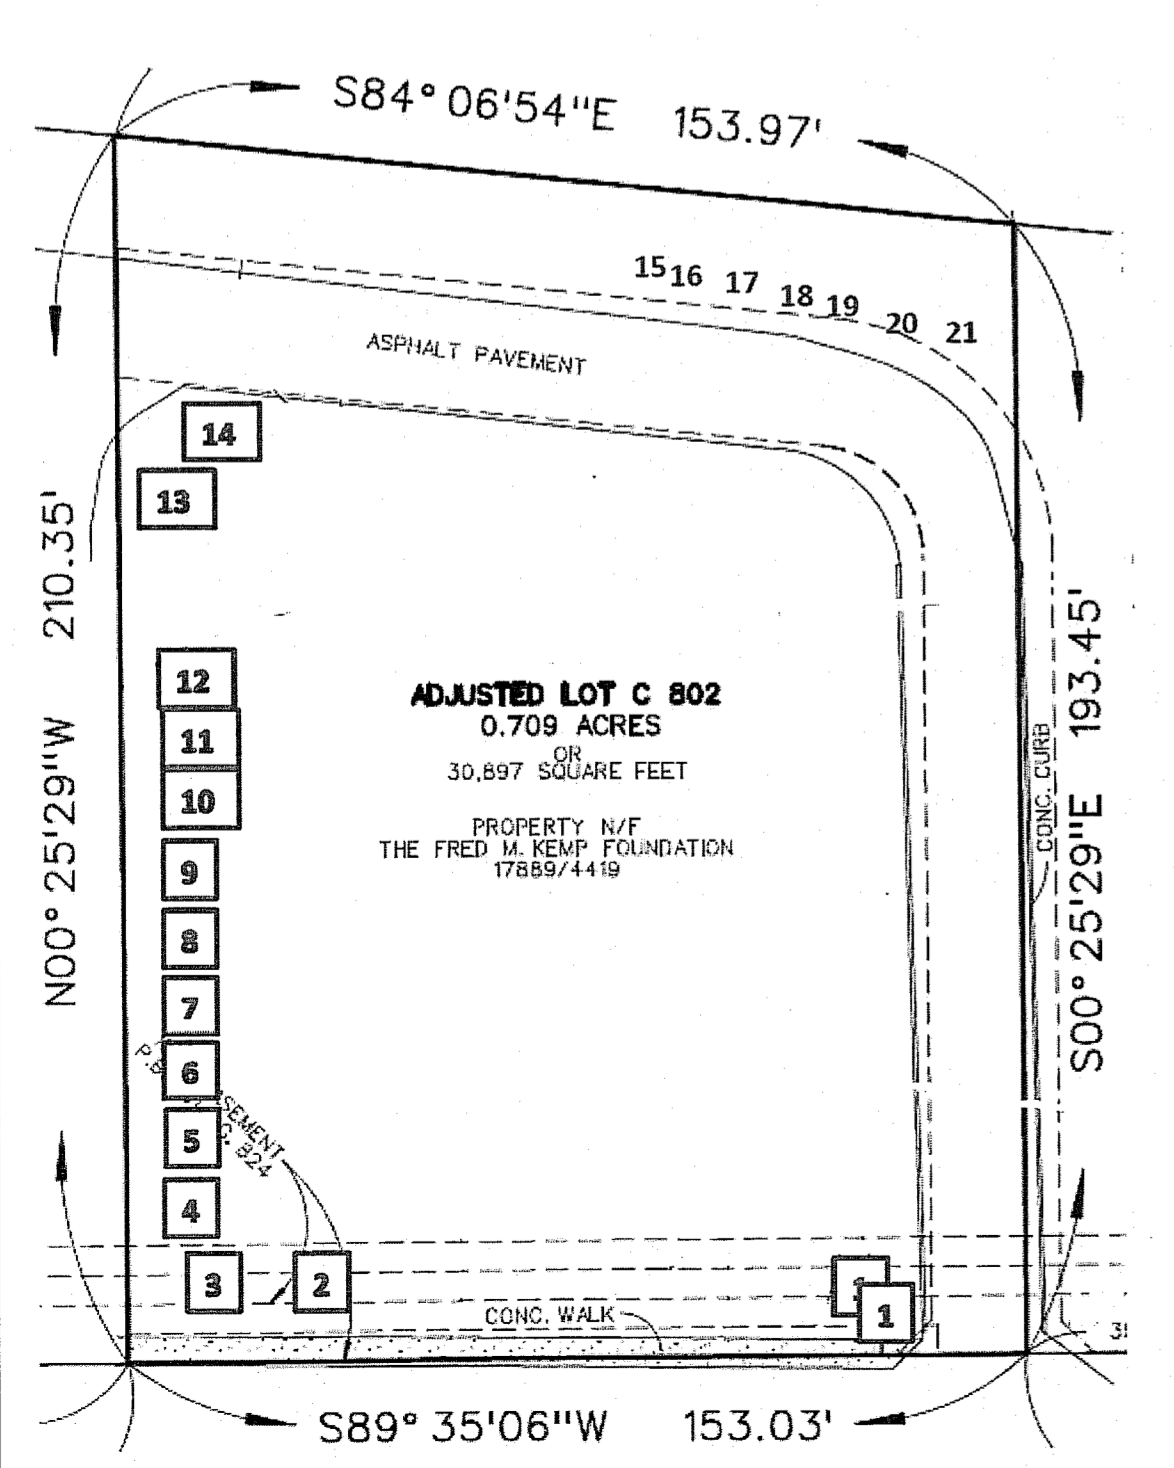 S84° 06'54"E 153.97'
15 16 17 18 19 20 21
ASPHALT PAVEMENT
14
13
N00° 25'29"W 210.35'
12
11
10
9
8
7
6
5
4
3
2
1
1
ADJUSTED LOT C 802
0.709 ACRES
OR
30,897 SQUARE FEET
PROPERTY N/F
THE FRED M. KEMP FOUNDATION
17889/4419
CONC. CURB
S00° 25'29"E 193.45'
CONC. WALK
S89° 35'06"W 153.03'